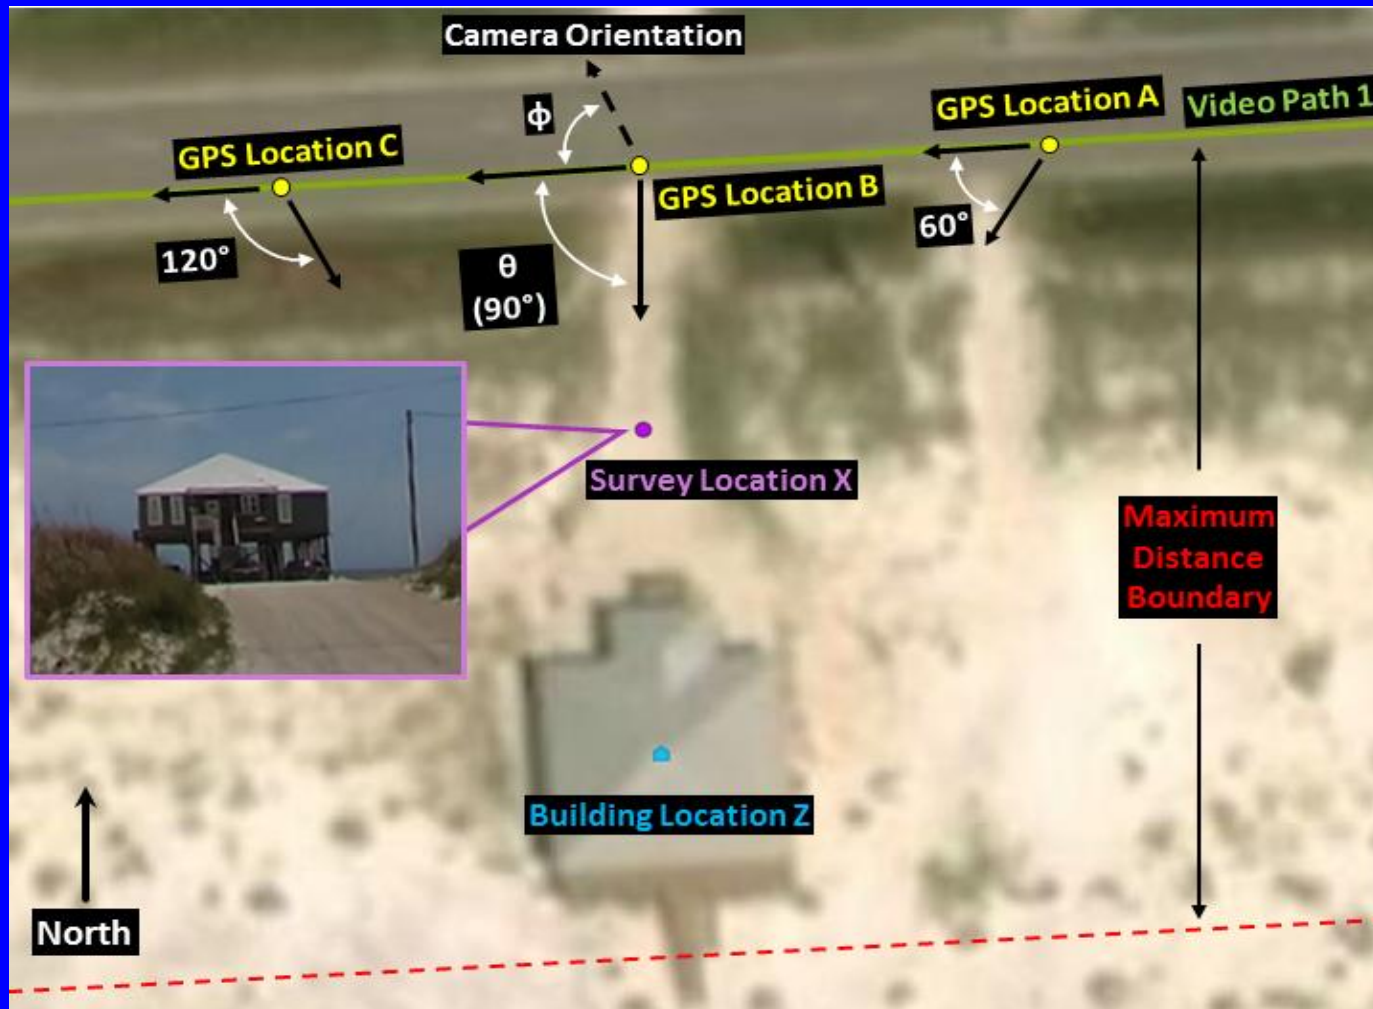 Camera Orientation
ϕ
GPS Location A
Video Path 1
GPS Location C
GPS Location B
60°
120°
θ
(90°)
Survey Location X
Maximum
Distance
Boundary
Building Location Z
North